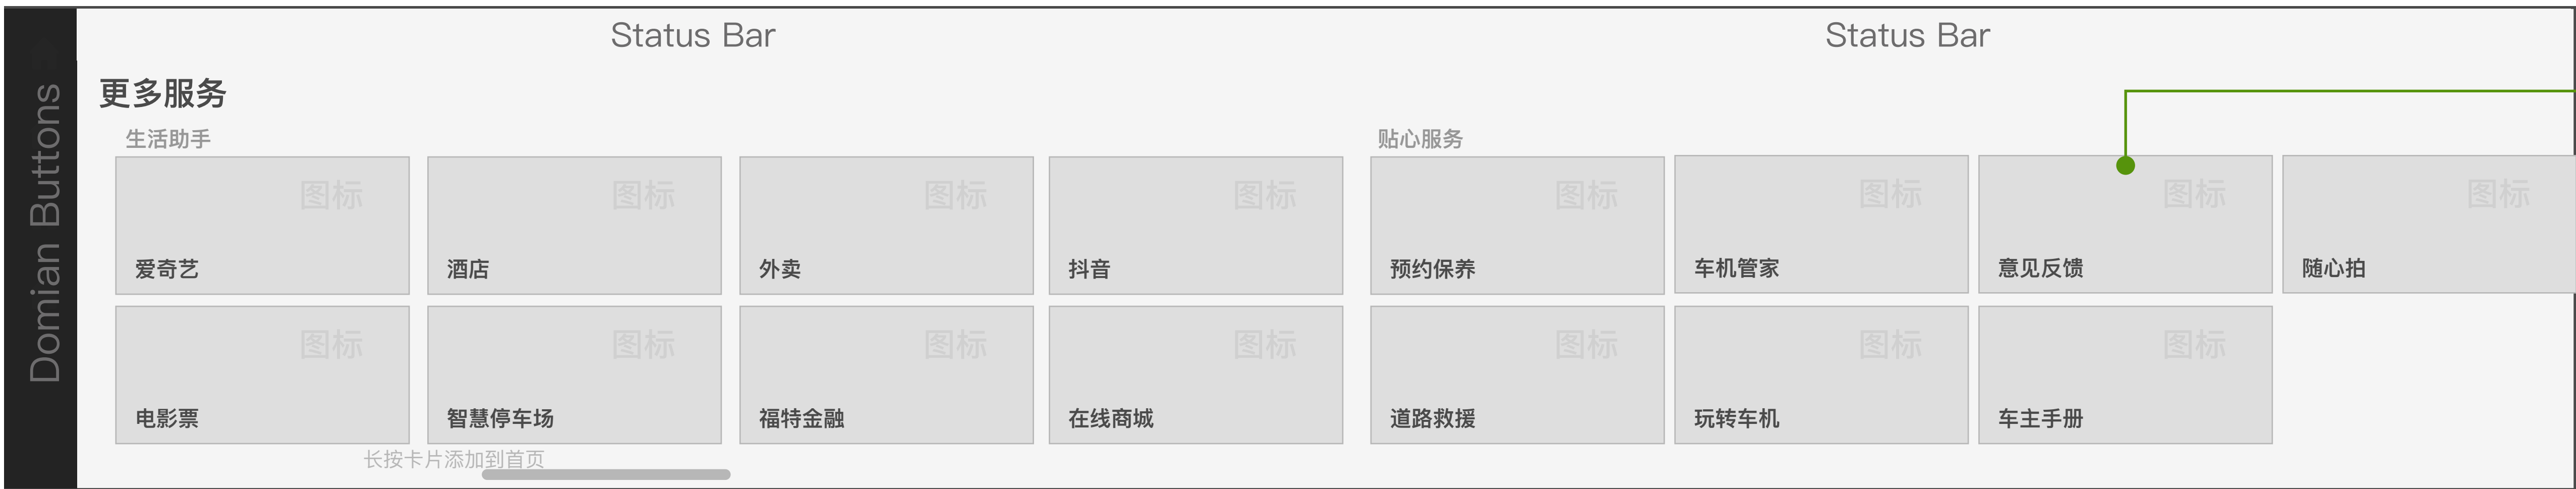 Status Bar
Status Bar
Domian Buttons
更多服务
生活助手
贴心服务
图标
图标
图标
图标
图标
图标
图标
图标
爱奇艺
酒店
外卖
抖音
预约保养
车机管家
意见反馈
随心拍
图标
图标
图标
图标
图标
图标
图标
电影票
智慧停车场
福特金融
在线商城
道路救援
玩转车机
车主手册
长按卡片添加到首页